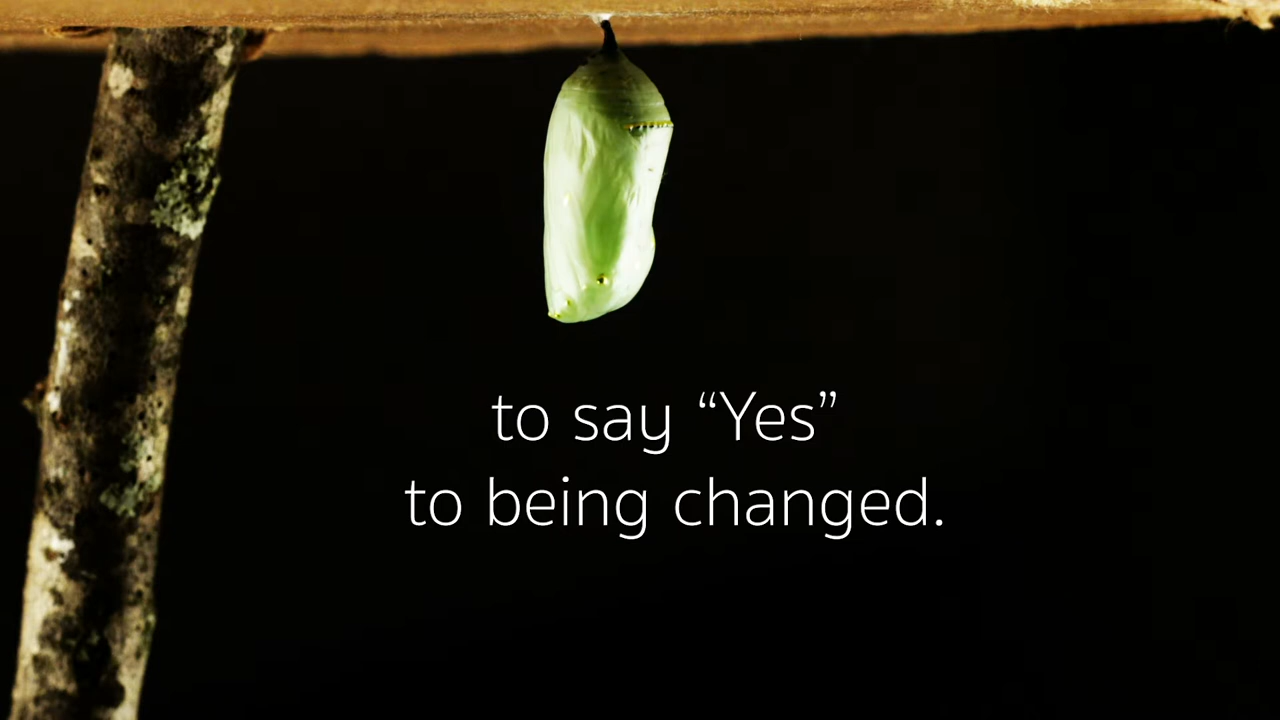 to say “Yes”
to being changed.